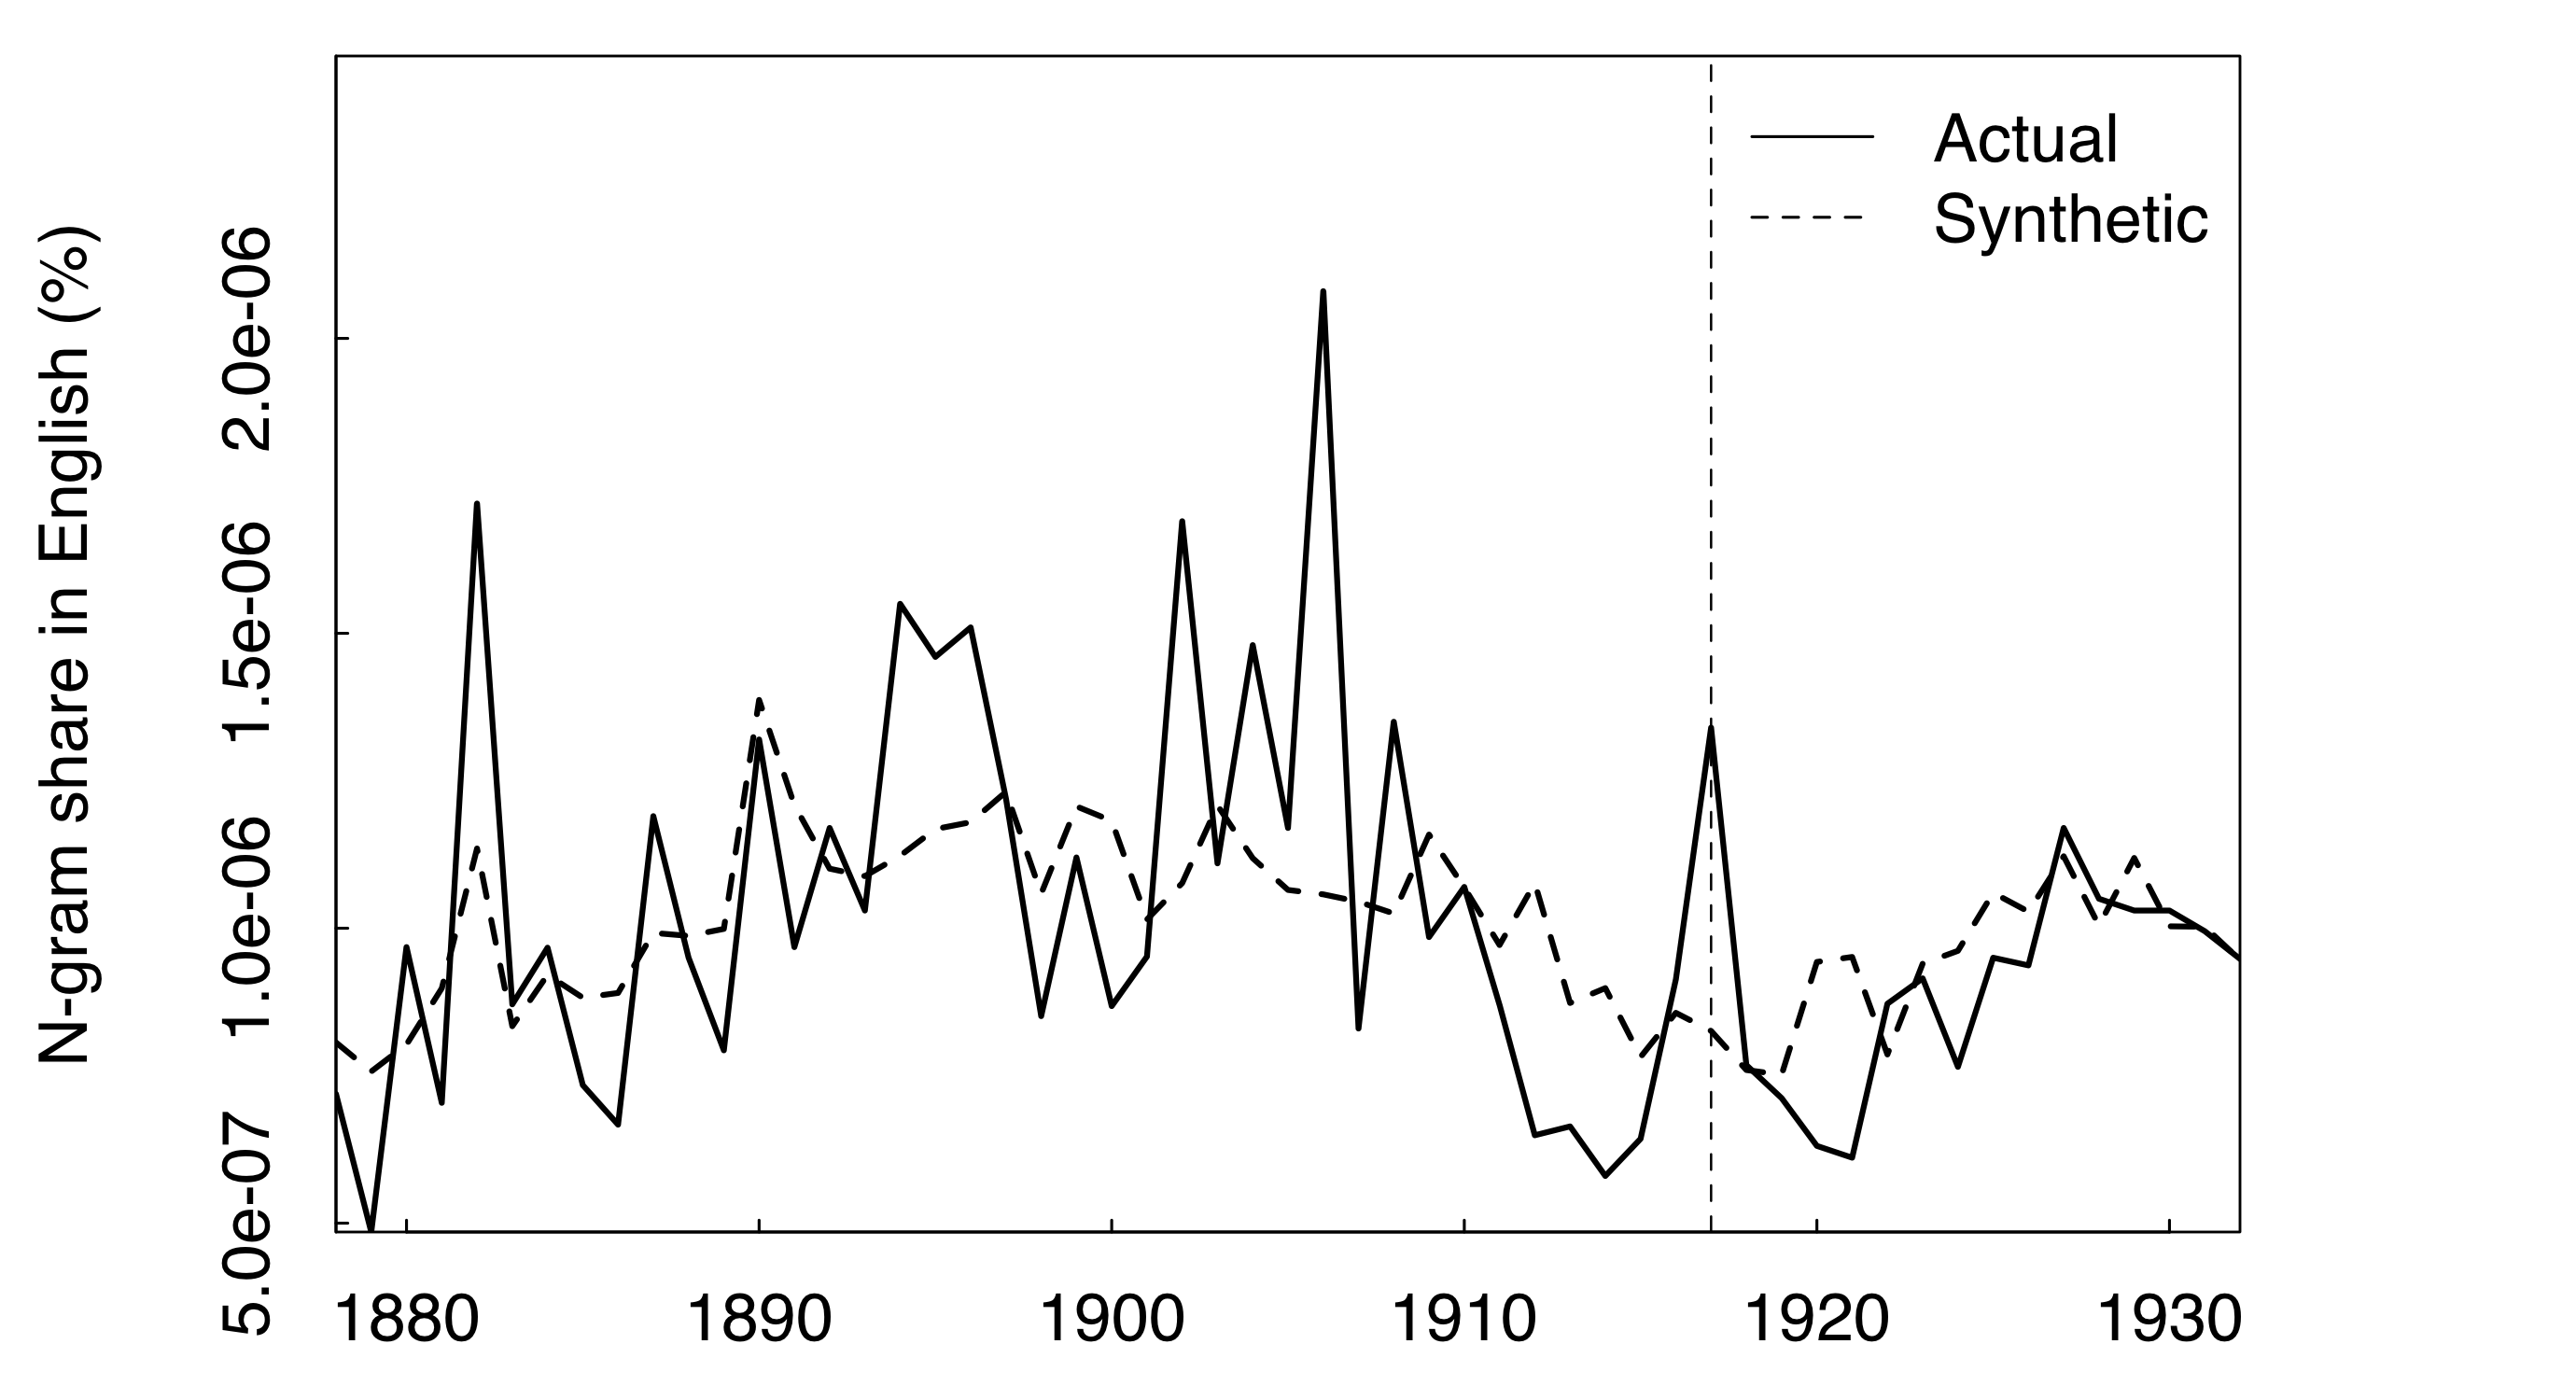 N-gram share in English (%)
2.0e-06
1.5e-06
1.0e-06
5.0e-07
Actual
Synthetic
1880 1890 1900 1910 1920 1930